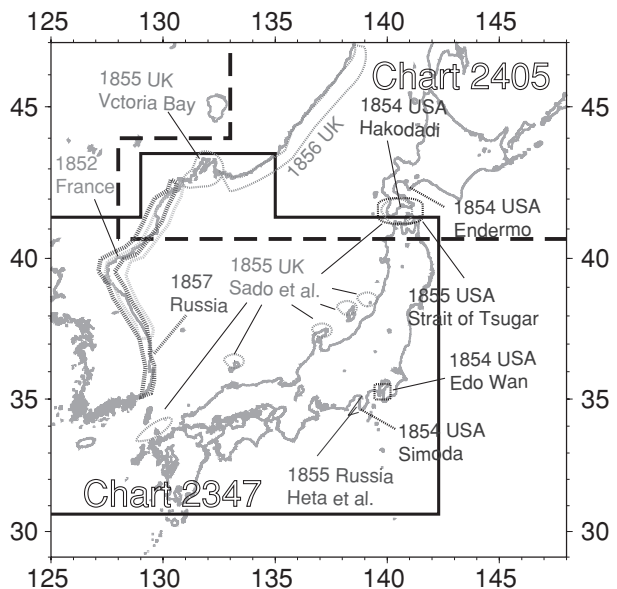 125 130 135 140 145
Chart 2405
1855 UK
Vctoria Bay
1854 USA
Hakodadi
45 45
1856 UK
1852
France
1854 USA
Endermo
40 40
1855 UK
Sado et al.
1857
Russia
1855 USA
Strait of Tsugar
1854 USA
Edo Wan
35 35
1854 USA
Simoda
1855 Russia
Heta et al.
Chart 2347
30 30
125 130 135 140 145